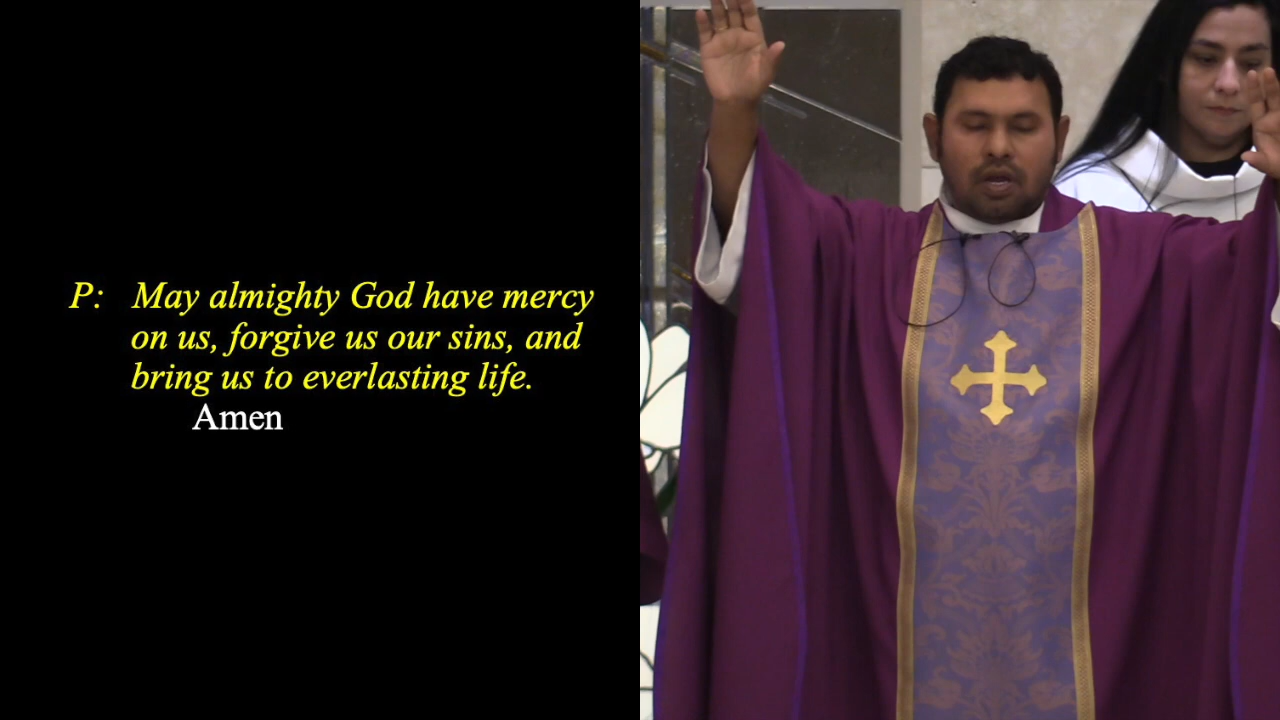 P: May almighty God have mercy
on us, forgive us our sins, and
bring us to everlasting life.
Amen